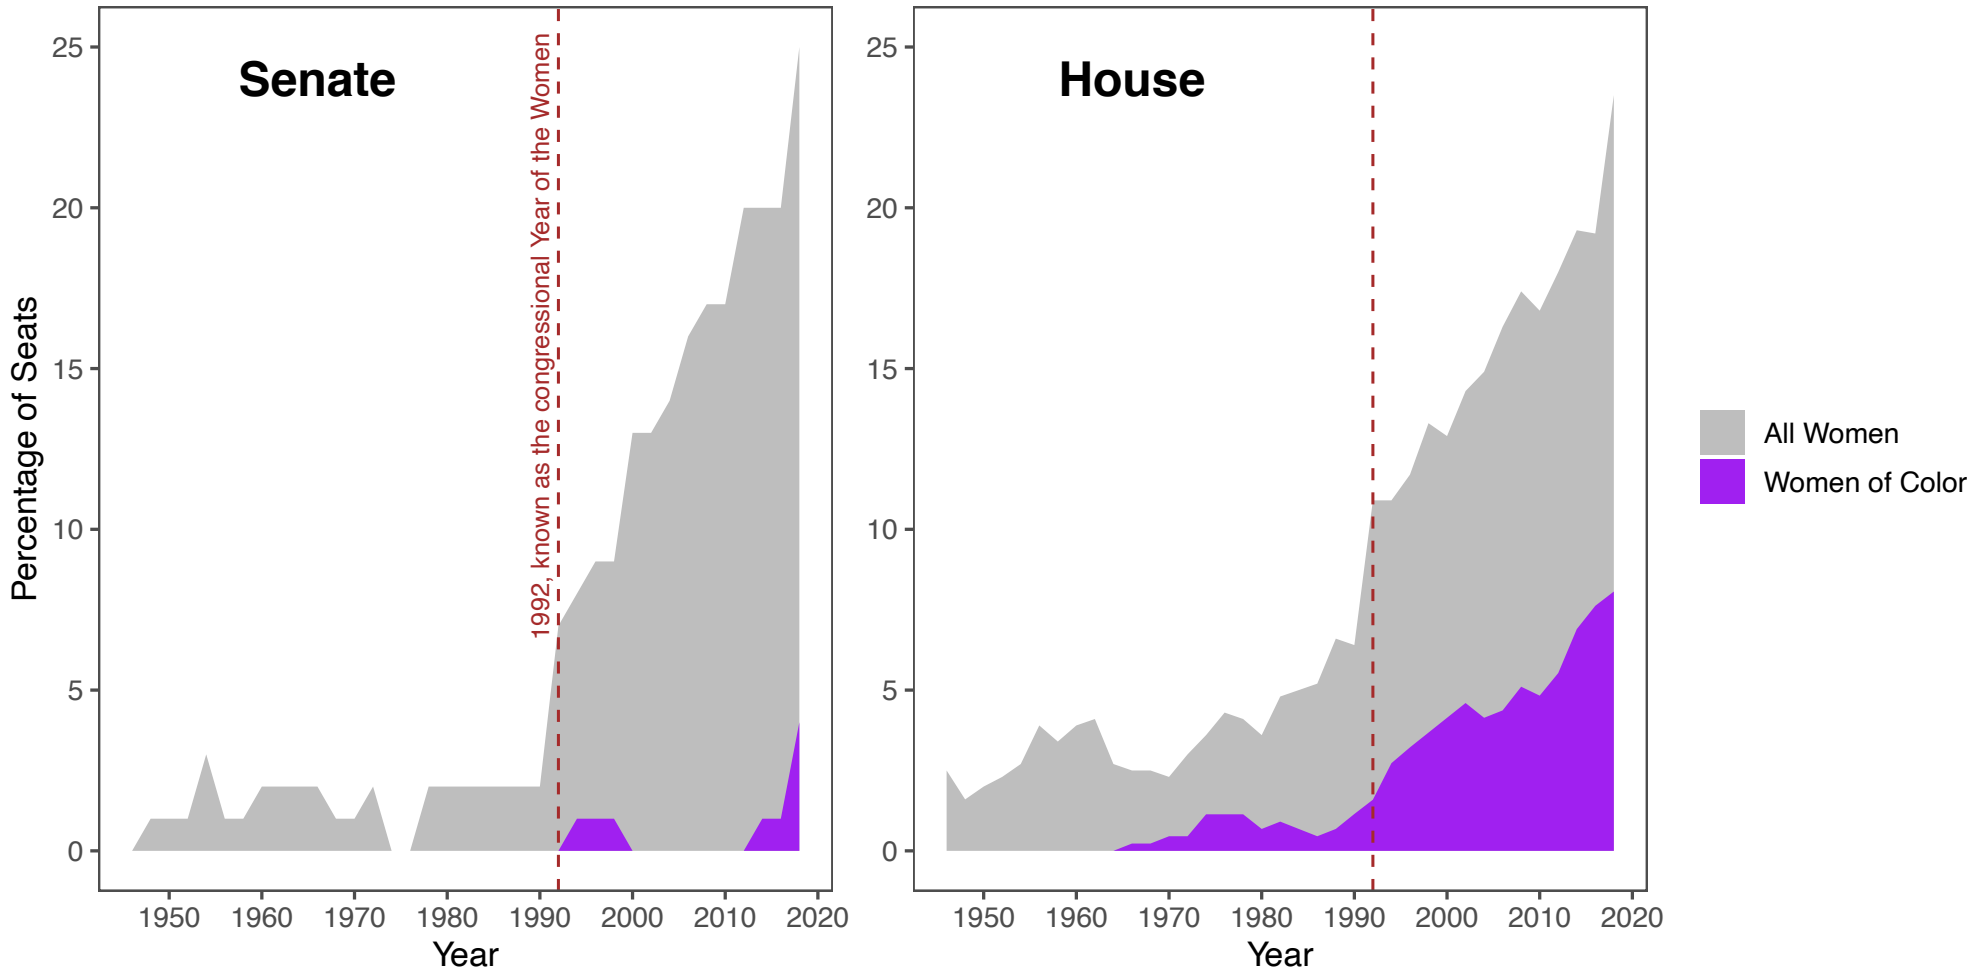 Senate
House
1992, known as the congressional Year of the Women
Percentage of Seats
25
20
15
10
5
0
1950 1960 1970 1980 1990 2000 2010 2020
Year
25
20
15
10
5
0
1950 1960 1970 1980 1990 2000 2010 2020
Year
All Women
Women of Color